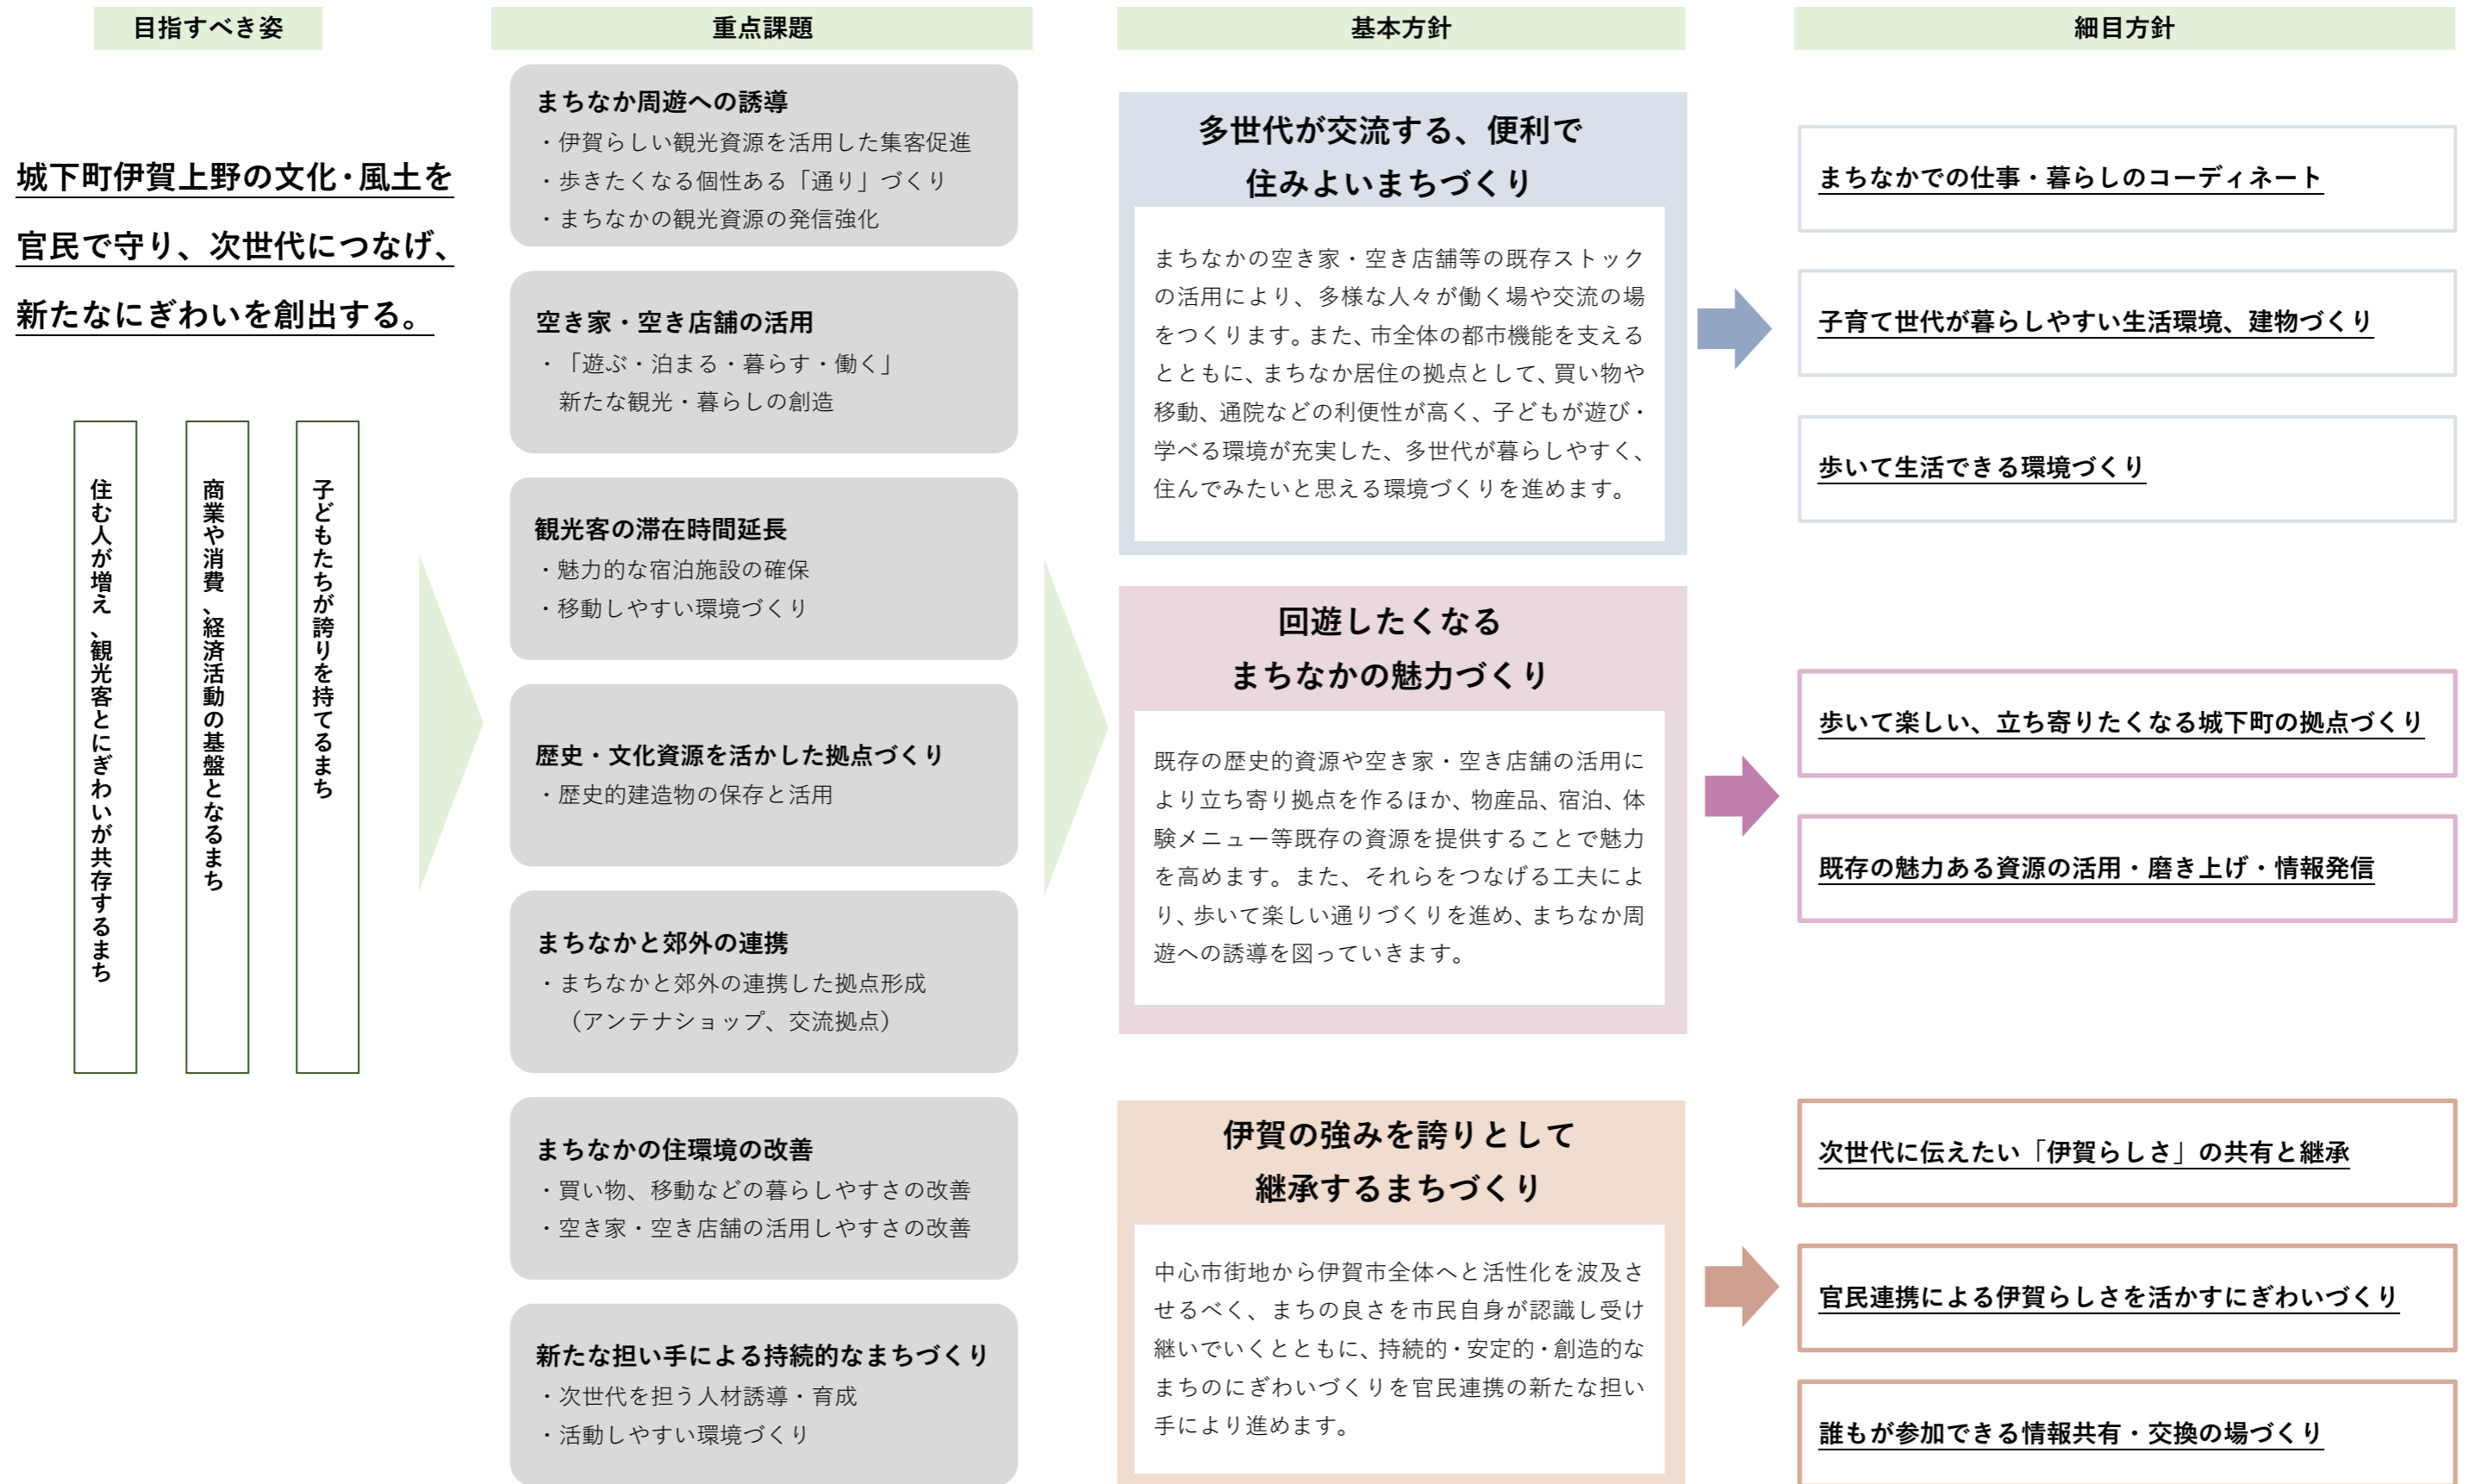 目指すべき姿
城下町伊賀上野の文化・風土を
官民で守り、次世代につなげ、
新たなにぎわいを創出する。
子どもたちが誇りを持てるまち
商業や消費、経済活動の基盤となるまち
住む人が増え、観光客とにぎわいが共存するまち
重点課題
まちなか周遊への誘導
・伊賀らしい観光資源を活用した集客促進
・歩きたくなる個性ある「通り」づくり
・まちなかの観光資源の発信強化
空き家・空き店舗の活用
・「遊ぶ・泊まる・暮らす・働く」
新たな観光・暮らしの創造
観光客の滞在時間延長
・魅力的な宿泊施設の確保
・移動しやすい環境づくり
歴史・文化資源を活かした拠点づくり
・歴史的建造物の保存と活用
まちなかと郊外の連携
・まちなかと郊外の連携した拠点形成
（アンテナショップ、交流拠点）
まちなかの住環境の改善
・買い物、移動などの暮らしやすさの改善
・空き家・空き店舗の活用しやすさの改善
新たな担い手による持続的なまちづくり
・次世代を担う人材誘導・育成
・活動しやすい環境づくり
基本方針
多世代が交流する、便利で
住みよいまちづくり
まちなかの空き家・空き店舗等の既存ストック
の活用により、多様な人々が働く場や交流の場
をつくります。また、市全体の都市機能を支える
とともに、まちなか居住の拠点として、買い物や
移動、通院などの利便性が高く、子どもが遊び・
学べる環境が充実した、多世代が暮らしやすく、
住んでみたいと思える環境づくりを進めます。
回遊したくなる
まちなかの魅力づくり
既存の歴史的資源や空き家・空き店舗の活用に
より立ち寄り拠点を作るほか、物産品、宿泊、体
験メニュー等既存の資源を提供することで魅力
を高めます。また、それらをつなげる工夫によ
り、歩いて楽しい通りづくりを進め、まちなか周
遊への誘導を図っていきます。
伊賀の強みを誇りとして
継承するまちづくり
中心市街地から伊賀市全体へと活性化を波及さ
せるべく、まちの良さを市民自身が認識し受け
継いでいくとともに、持続的・安定的・創造的な
まちのにぎわいづくりを官民連携の新たな担い
手により進めます。
細目方針
まちなかでの仕事・暮らしのコーディネート
子育て世代が暮らしやすい生活環境、建物づくり
歩いて生活できる環境づくり
歩いて楽しい、立ち寄りたくなる城下町の拠点づくり
既存の魅力ある資源の活用・磨き上げ・情報発信
次世代に伝えたい「伊賀らしさ」の共有と継承
官民連携による伊賀らしさを活かすにぎわいづくり
誰もが参加できる情報共有・交換の場づくり